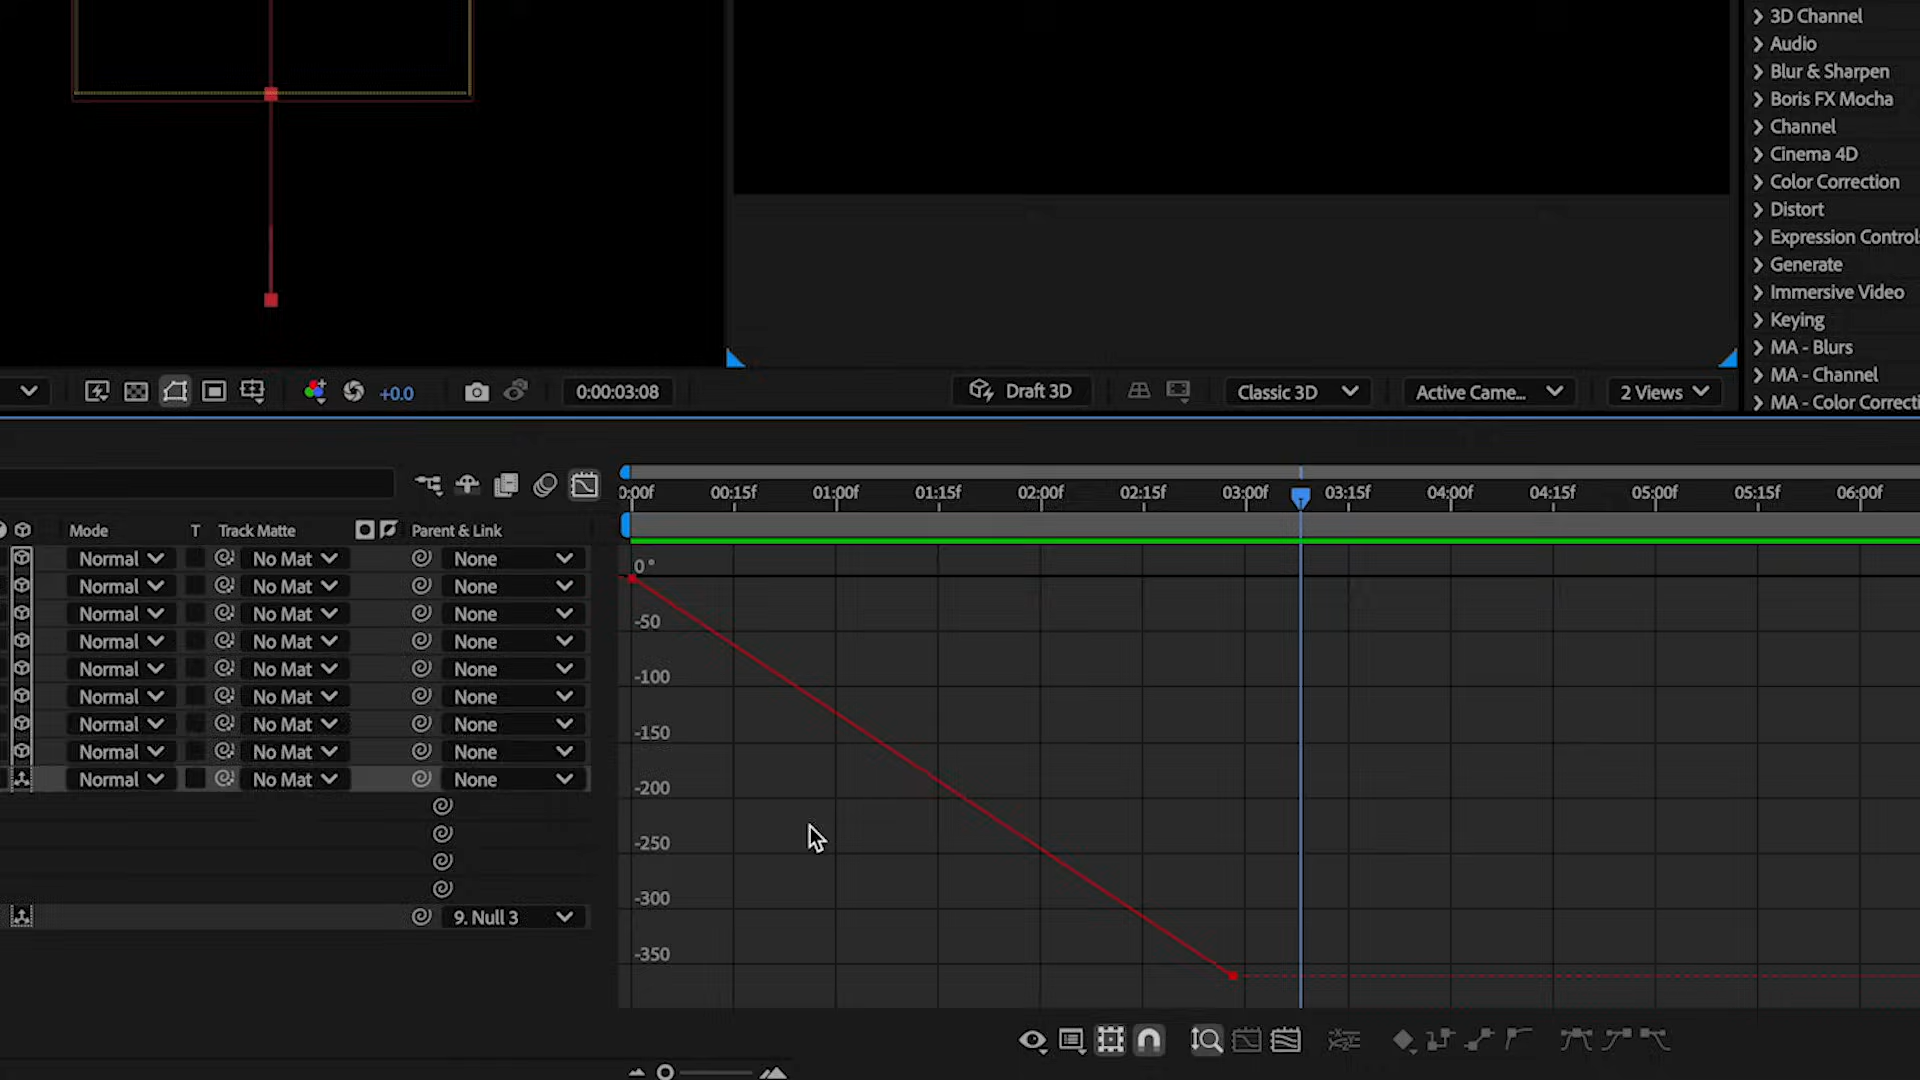 3D Channel
Audio
Blur & Sharpen
Boris FX Mocha
Channel
Cinema 4D
Color Correction
Distort
Expression Controls
Generate
Immersive Video
Keying
MA - Blurs
MA - Channel
MA - Color Correcti
+0.0
0:00:03:08
Draft 3D
Classic 3D
Active Came...
2 Views
0:00f 00:15f 01:00f 01:15f 02:00f 02:15f 03:00f 03:15f 04:00f 04:15f 05:00f 05:15f 06:00f
Mode T Track Matte Parent & Link
Normal No Mat None
Normal No Mat None
Normal No Mat None
Normal No Mat None
Normal No Mat None
Normal No Mat None
Normal No Mat None
Normal No Mat None
Normal No Mat None
9. Null 3
0 °
-50
-100
-150
-200
-250
-300
-350